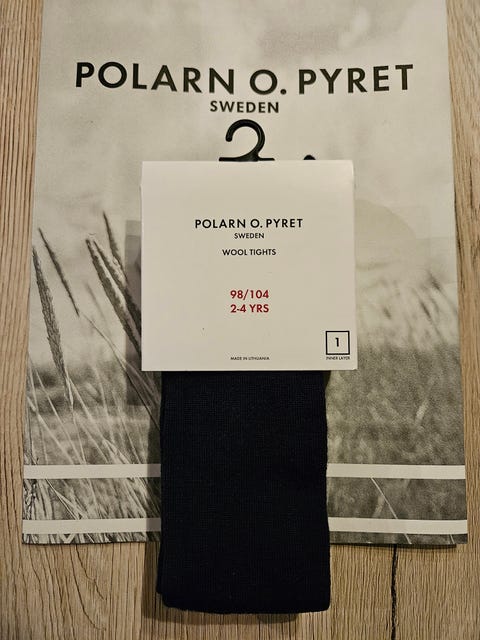 POLARN O. PYRET
SWEDEN
POLARN O. PYRET
SWEDEN
WOOL TIGHTS
98/104
2-4 YRS
1
INNER LAYER
MADE IN LITHUANIA